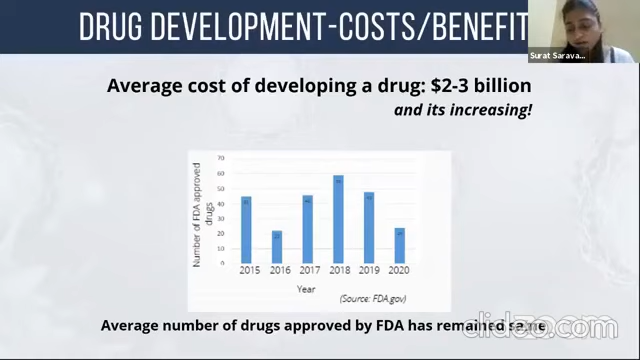 DRUG DEVELOPMENT-COSTS/BENEFIT
Surat Sarava...
Average cost of developing a drug: $2-3 billion
and its increasing!
Number of FDA approved
drugs
70
60
50
40
30
20
10
0
2015 2016 2017 2018 2019 2020
Year
(Source: FDA.gov)
Average number of drugs approved by FDA has remained same
clideo.com